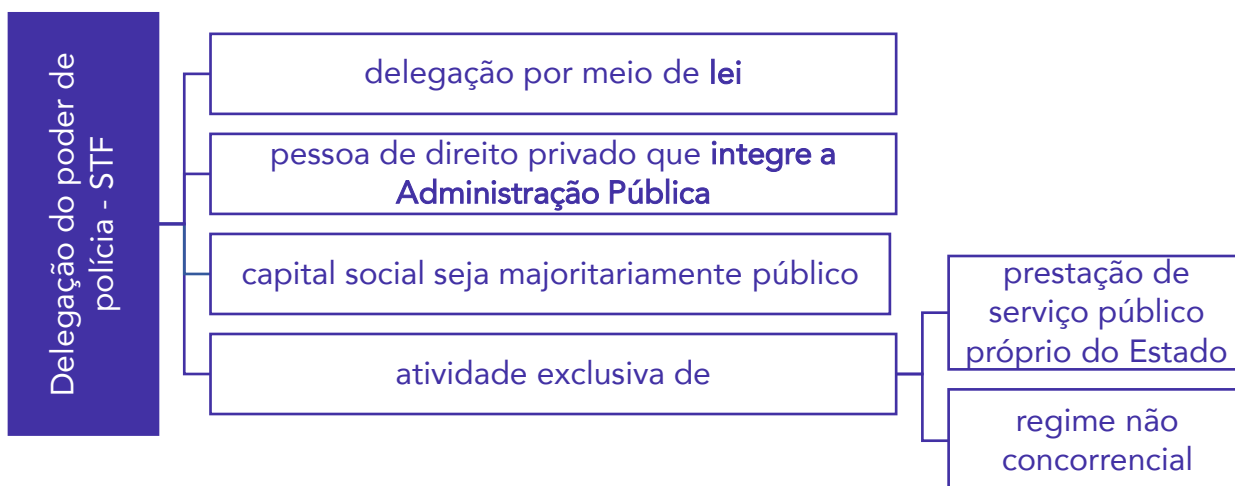 Delegação do poder de
polícia - STF
delegação por meio de lei
pessoa de direito privado que integre a
Administração Pública
capital social seja majoritariamente público
atividade exclusiva de
prestação de
serviço público
próprio do Estado
regime não
concorrencial